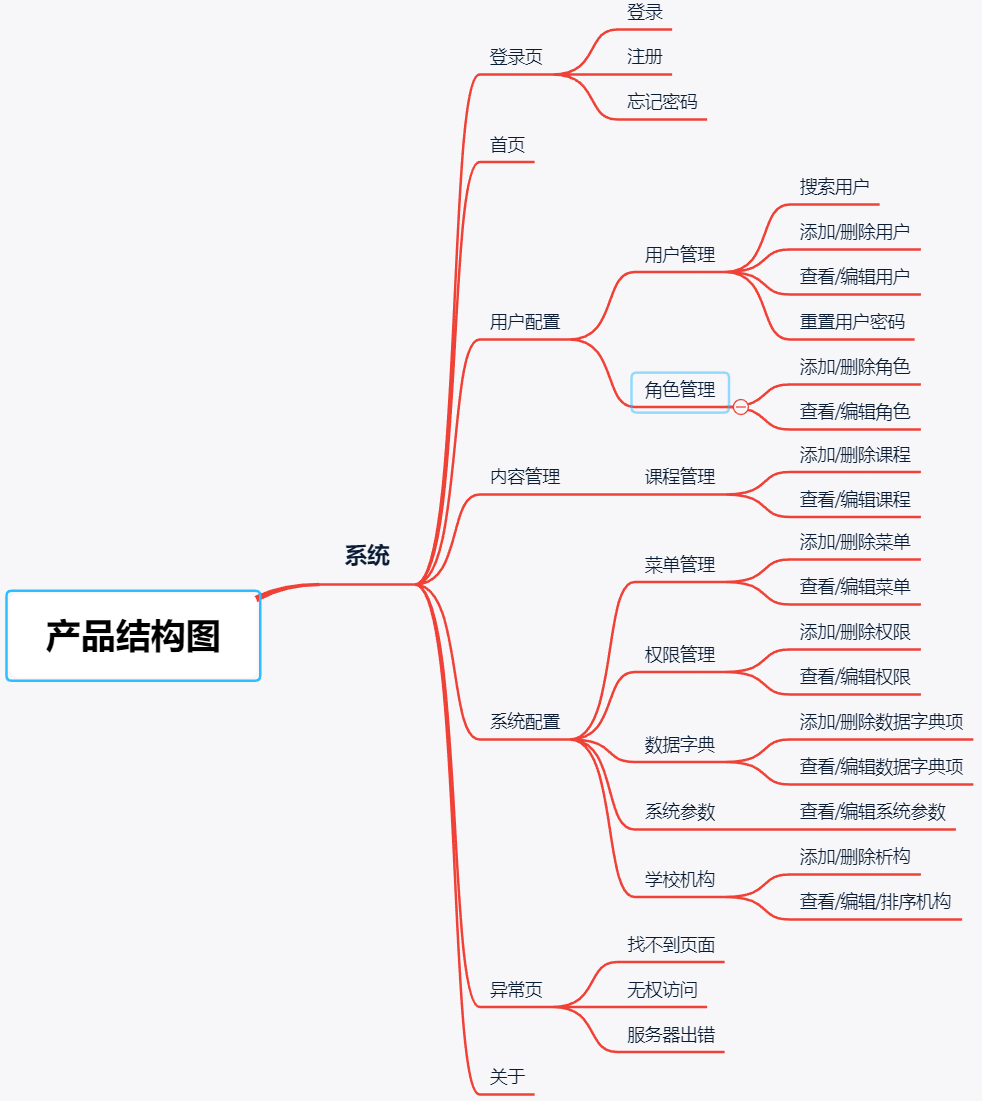 产品结构图
系统
登录页
登录
注册
忘记密码
首页
用户配置
用户管理
搜索用户
添加/删除用户
查看/编辑用户
重置用户密码
角色管理
添加/删除角色
查看/编辑角色
内容管理
课程管理
添加/删除课程
查看/编辑课程
系统配置
菜单管理
添加/删除菜单
查看/编辑菜单
权限管理
添加/删除权限
查看/编辑权限
数据字典
添加/删除数据字典项
查看/编辑数据字典项
系统参数
查看/编辑系统参数
学校机构
添加/删除析构
查看/编辑/排序机构
异常页
找不到页面
无权访问
服务器出错
关于